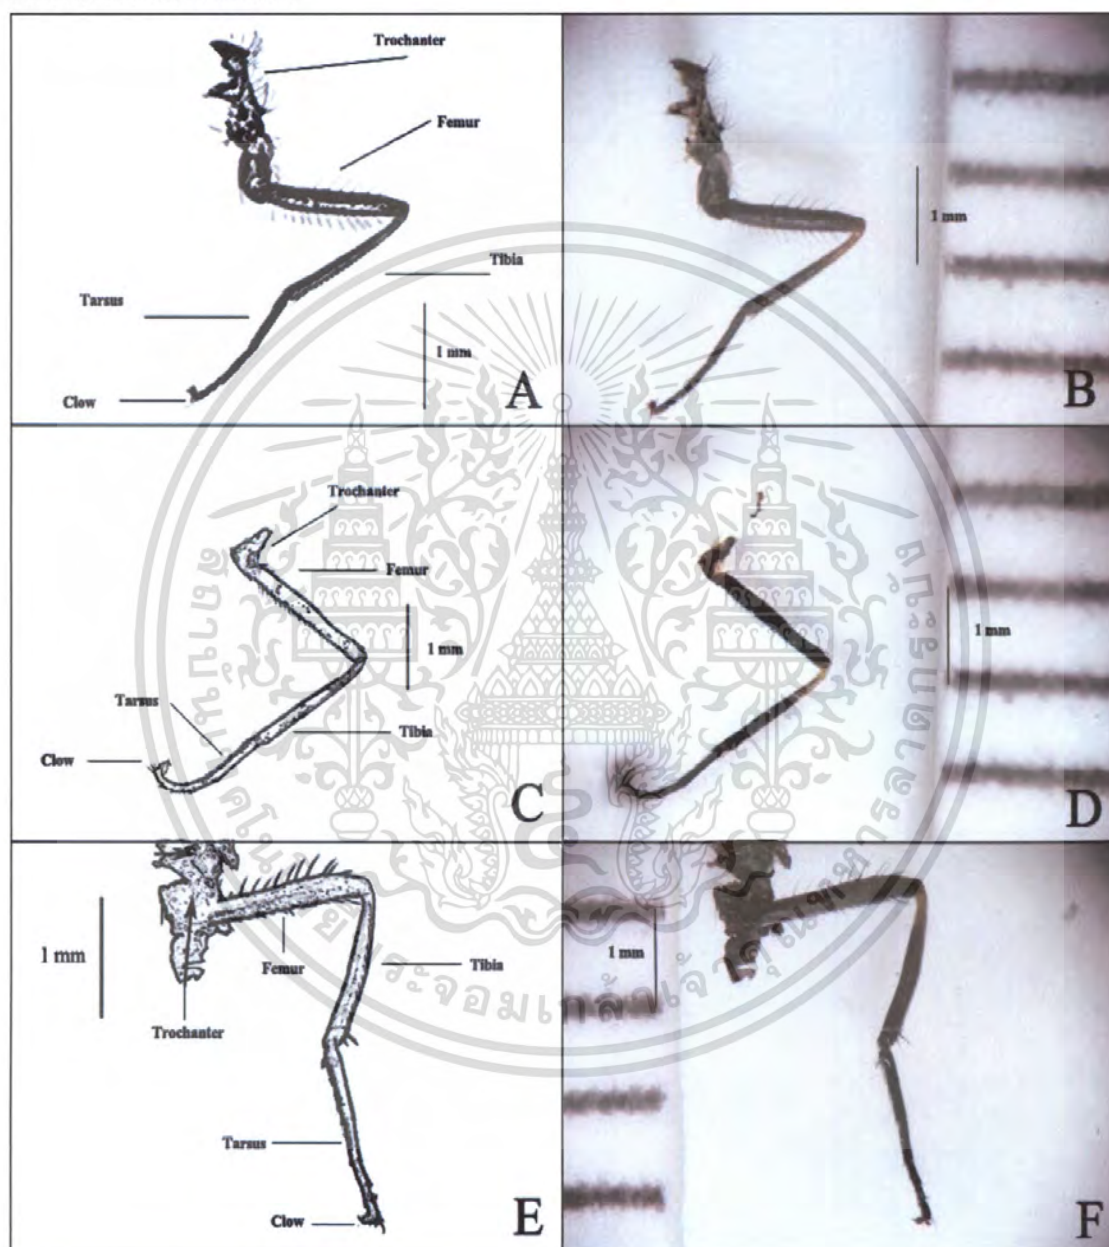 Trochanter
Femur
Tibia
Tarsus
1 mm
Clow
A
1 mm
B
Trochanter
Femur
1 mm
Tarsus
Tibia
Clow
C
1 mm
D
1 mm
Femur
Tibia
Trochanter
Tarsus
Clow
E
1 mm
F